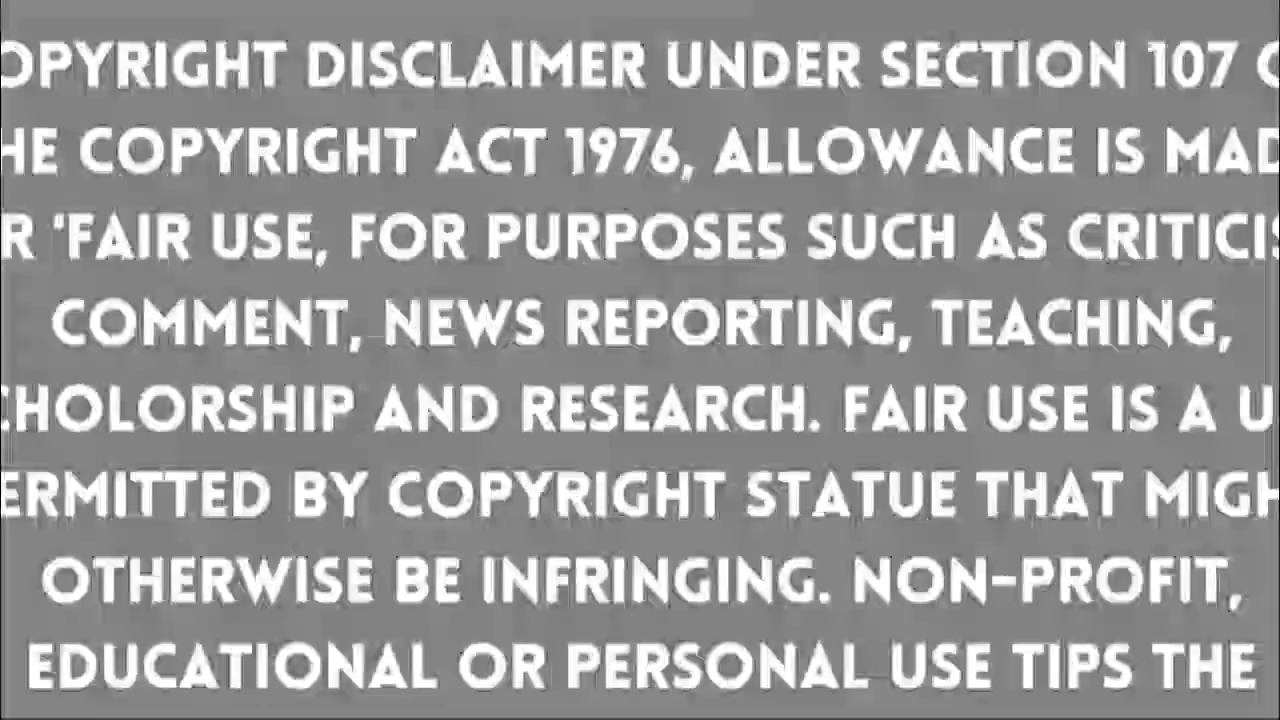 OPYRIGHT DISCLAIMER UNDER SECTION 107 O
HE COPYRIGHT ACT 1976, ALLOWANCE IS MAD
R 'FAIR USE, FOR PURPOSES SUCH AS CRITICIS
COMMENT, NEWS REPORTING, TEACHING,
CHOLORSHIP AND RESEARCH. FAIR USE IS A U
ERMITTED BY COPYRIGHT STATUE THAT MIGH
OTHERWISE BE INFRINGING. NON-PROFIT,
EDUCATIONAL OR PERSONAL USE TIPS THE